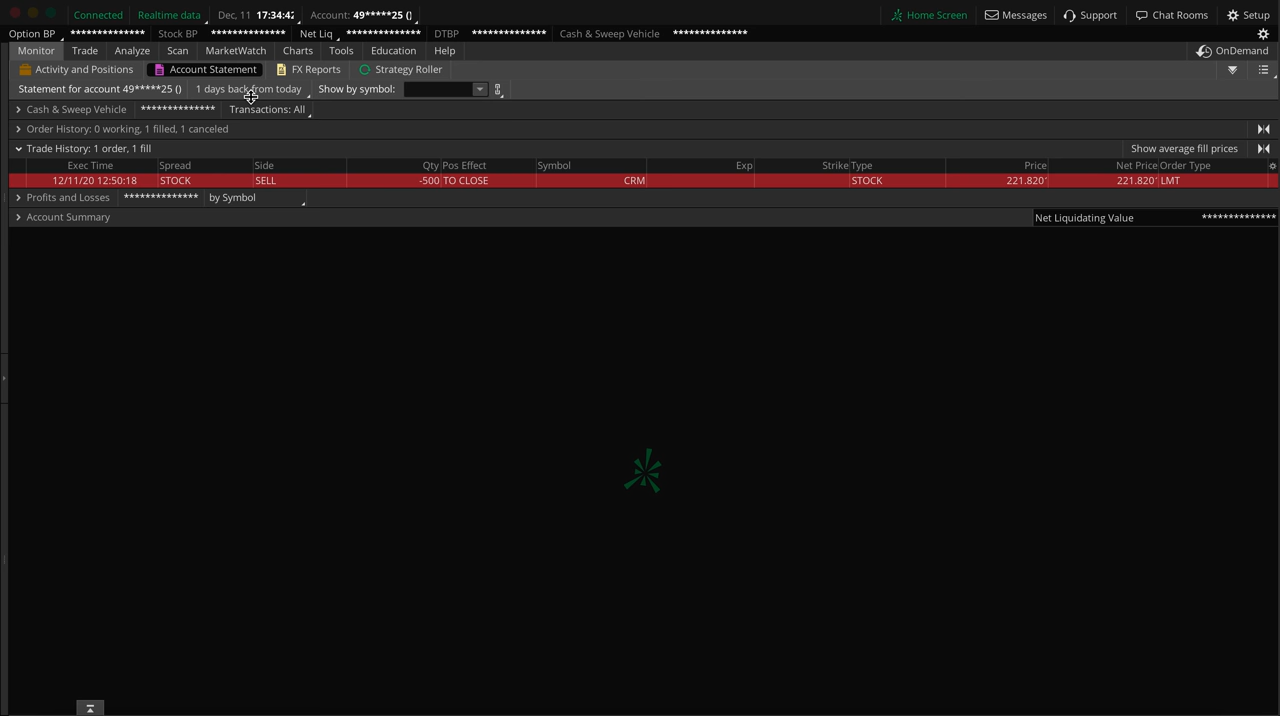 Connected Realtime data Dec, 11 17:34:42 Account: 49*****25 () Home Screen Messages Support Chat Rooms Setup
Option BP ************** Stock BP ************** Net Liq ************** DTBP ************** Cash & Sweep Vehicle **************
Monitor Trade Analyze Scan MarketWatch Charts Tools Education Help OnDemand
Activity and Positions Account Statement FX Reports Strategy Roller
Statement for account 49*****25 () 1 days back from today Show by symbol:
Cash & Sweep Vehicle ************** Transactions: All
Order History: 0 working, 1 filled, 1 canceled
Trade History: 1 order, 1 fill Show average fill prices
Exec Time Spread Side Qty Pos Effect Symbol Exp Strike Type Price Net Price Order Type
12/11/20 12:50:18 STOCK SELL -500 TO CLOSE CRM STOCK 221.820 221.820 LMT
Profits and Losses ************** by Symbol
Account Summary Net Liquidating Value **************